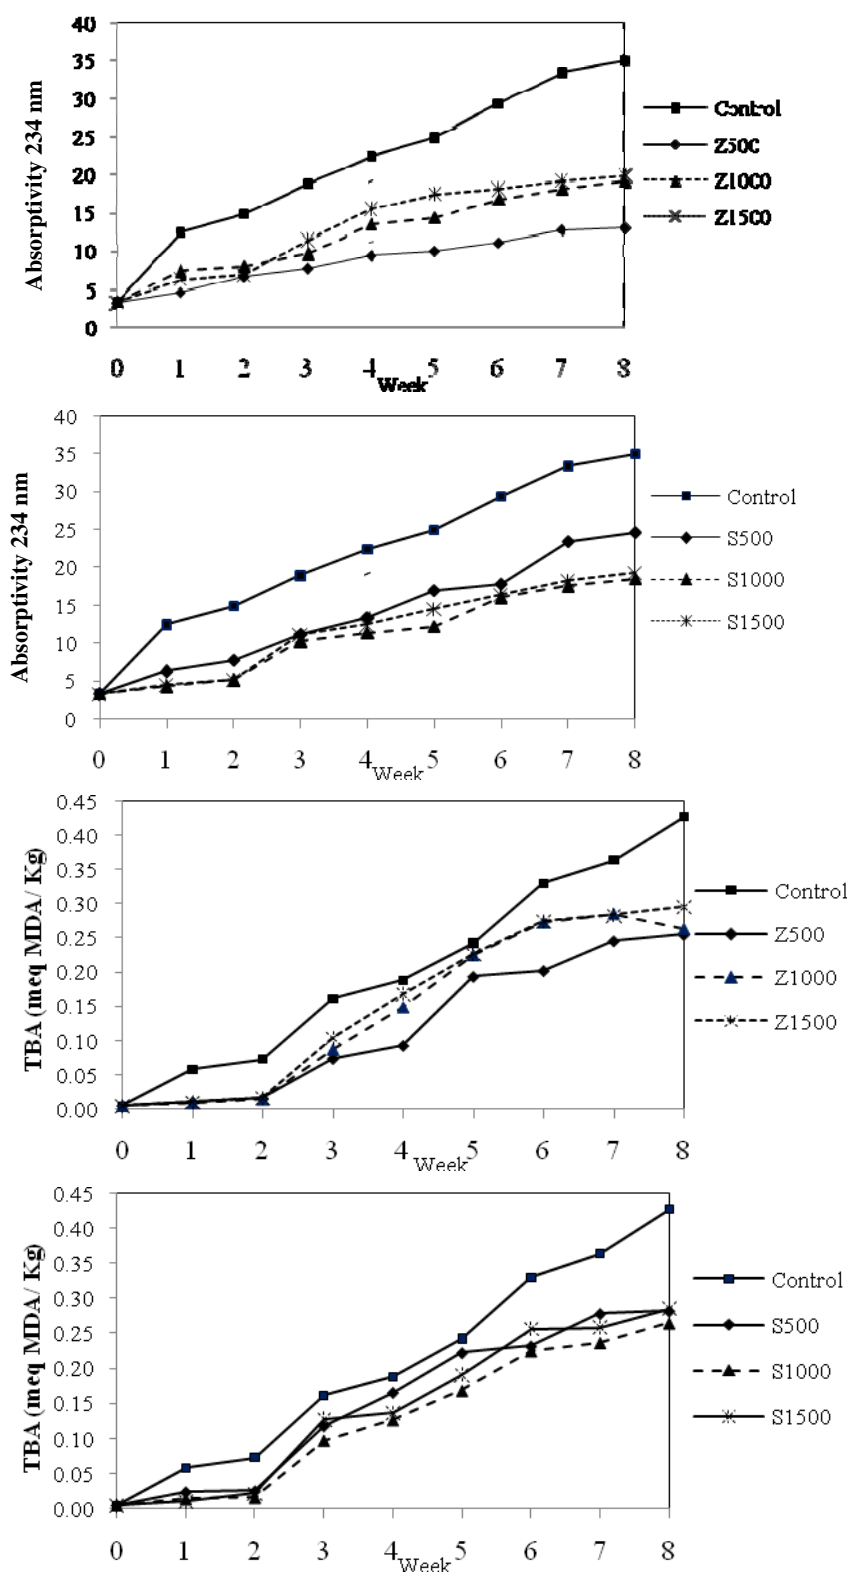 40
35
30
25
20
15
10
5
0
Absorptivity 234 nm
0 1 2 3 4 5 6 7 8
Week
Control
Z500
Z1000
Z1500
40
35
30
25
20
15
10
5
0
Absorptivity 234 nm
0 1 2 3 4 5 6 7 8
Week
Control
S500
S1000
S1500
0.45
0.40
0.35
0.30
0.25
0.20
0.15
0.10
0.05
0.00
TBA (meq MDA/ Kg)
0 1 2 3 4 5 6 7 8
Week
Control
Z500
Z1000
Z1500
0.45
0.40
0.35
0.30
0.25
0.20
0.15
0.10
0.05
0.00
TBA (meq MDA/ Kg)
0 1 2 3 4 5 6 7 8
Week
Control
S500
S1000
S1500